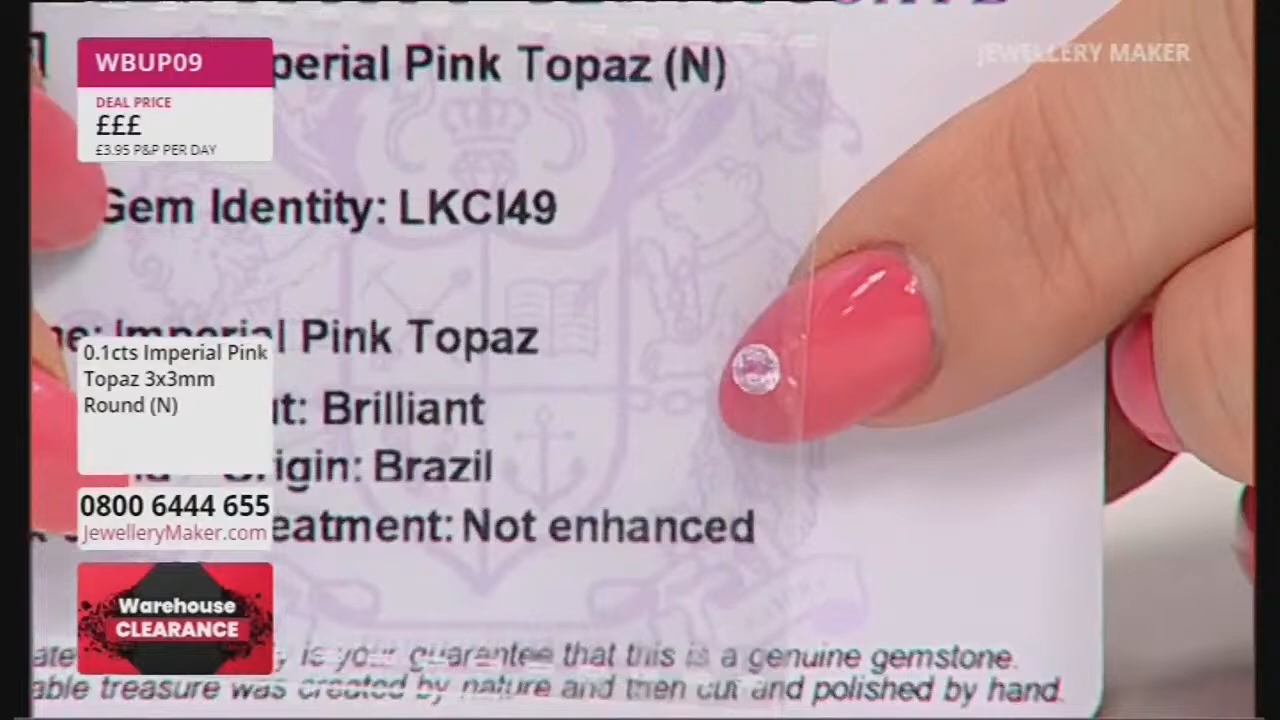 WBUP09
DEAL PRICE
£££
£3.95 P&P PER DAY
JEWELLERY MAKER
perial Pink Topaz (N)
Gem Identity: LKCI49
Imperial Pink Topaz
0.1cts Imperial Pink
Topaz 3x3mm
Round (N)
ut: Brilliant
Origin: Brazil
eatment: Not enhanced
0800 6444 655
JewelleryMaker.com
Warehouse
CLEARANCE
is your guarantee that this is a genuine gemstone.
able treasure was created by nature and then cut and polished by hand.